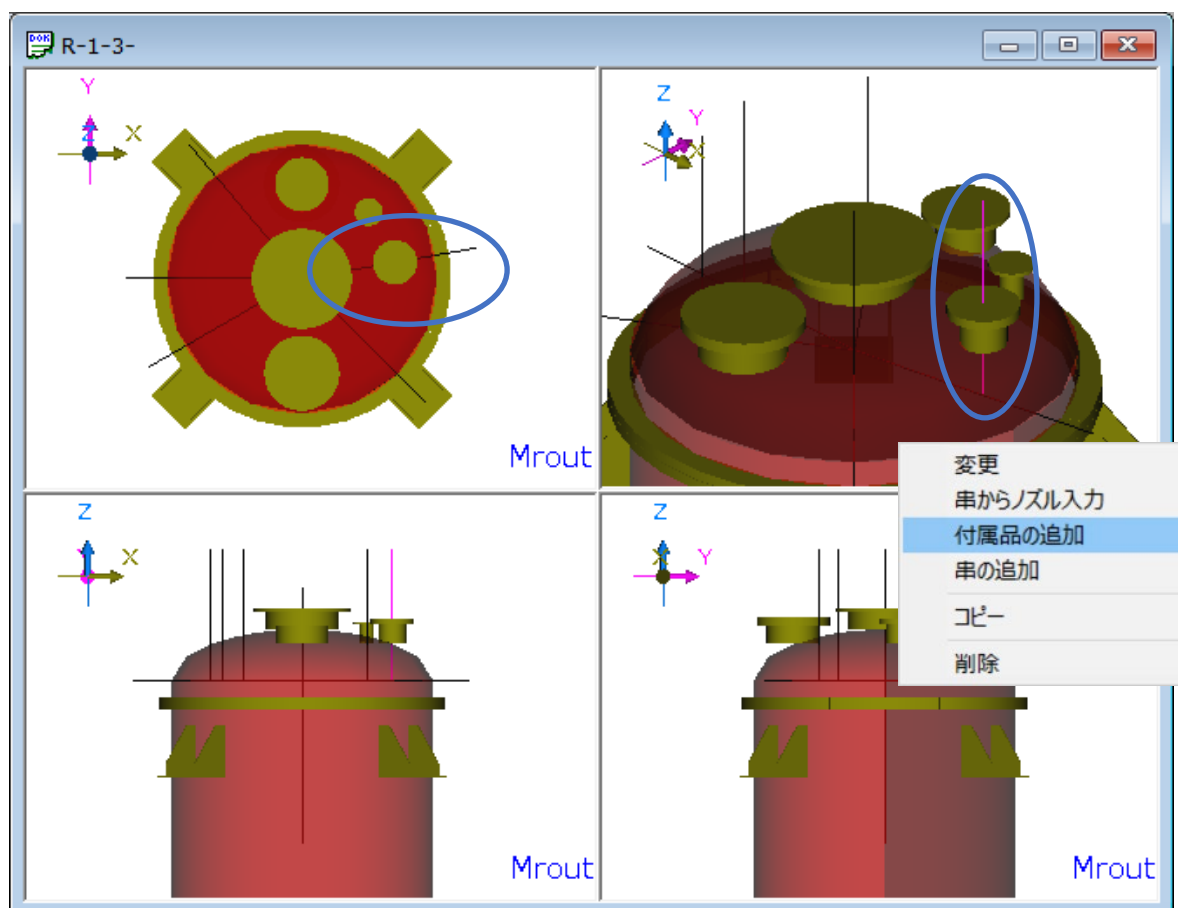 DOK R-1-3-
Y
Z X
Mrout
Z
Y
X
変更
串からノズル入力
付属品の追加
串の追加
コピー
削除
Z
Y X
Mrout
Z
X Y
Mrout